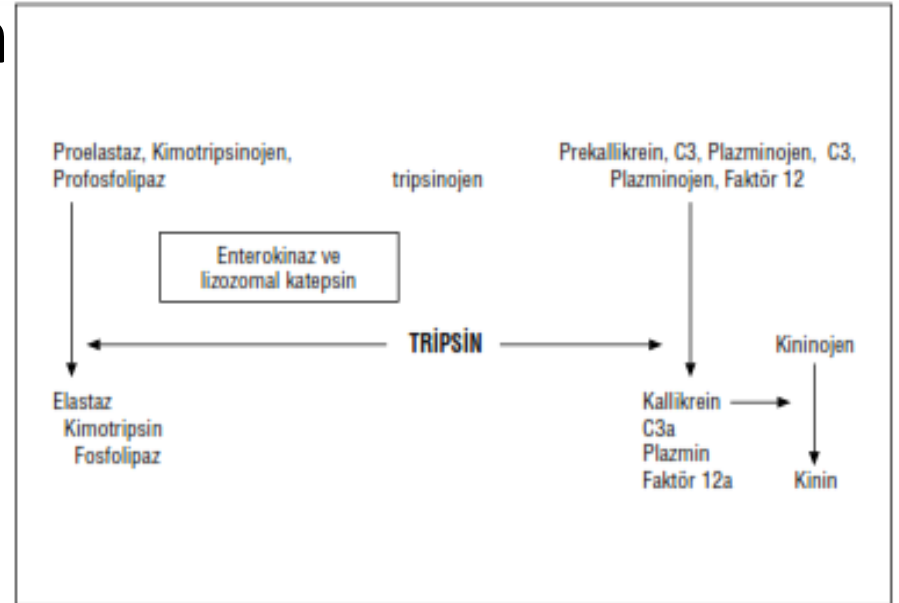 Proelastaz, Kimotripsinojen,
Profosfolipaz
tripsinojen
Prekallikrein, C3, Plazminojen, C3,
Plazminojen, Faktör 12
Enterokinaz ve
lizozomal katepsin
TRİPSİN
Kininojen
Elastaz
Kimotripsin
Fosfolipaz
Kallikrein
C3a
Plazmin
Faktör 12a
Kinin